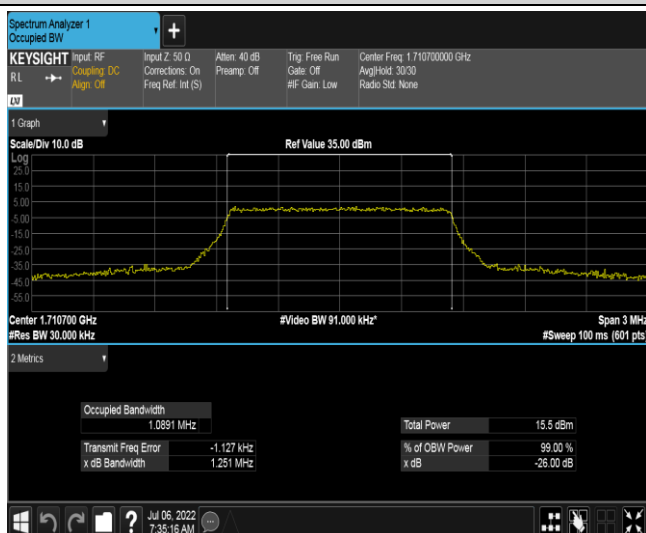 Spectrum Analyzer 1
Occupied BW
+
KEYSIGHT Input: RF Input Z: 50 Ω Atten: 40 dB Trig: Free Run Center Freq: 1.710700000 GHz
RL Coupling: DC Corrections: On Preamp: Off Gate: Off Avg|Hold: 30/30
Align: Off Freq Ref: Int (S) #IF Gain: Low Radio Std: None
LXI
1 Graph
Scale/Div 10.0 dB Ref Value 35.00 dBm
Log
25.0
15.0
5.00
-5.00
-15.0
-25.0
-35.0
-45.0
-55.0
Center 1.710700 GHz #Video BW 91.000 kHz* Span 3 MHz
#Res BW 30.000 kHz #Sweep 100 ms (601 pts)
2 Metrics
Occupied Bandwidth
1.0891 MHz Total Power 15.5 dBm
Transmit Freq Error -1.127 kHz % of OBW Power 99.00 %
x dB Bandwidth 1.251 MHz x dB -26.00 dB
? Jul 06, 2022
7:35:16 AM